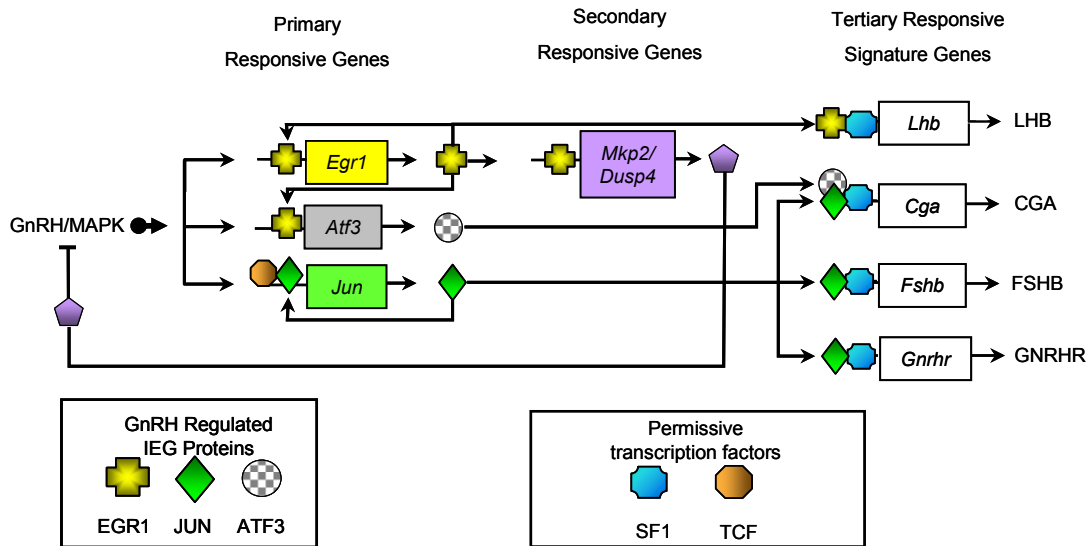 Primary
Responsive Genes
Secondary
Responsive Genes
Tertiary Responsive
Signature Genes
Lhb
LHB
Egr1
Mkp2/
Dusp4
GnRH/MAPK
Atf3
Cga
CGA
Jun
Fshb
FSHB
Gnrhr
GNRHR
GnRH Regulated
IEG Proteins
EGR1
JUN
ATF3
Permissive
transcription factors
SF1
TCF